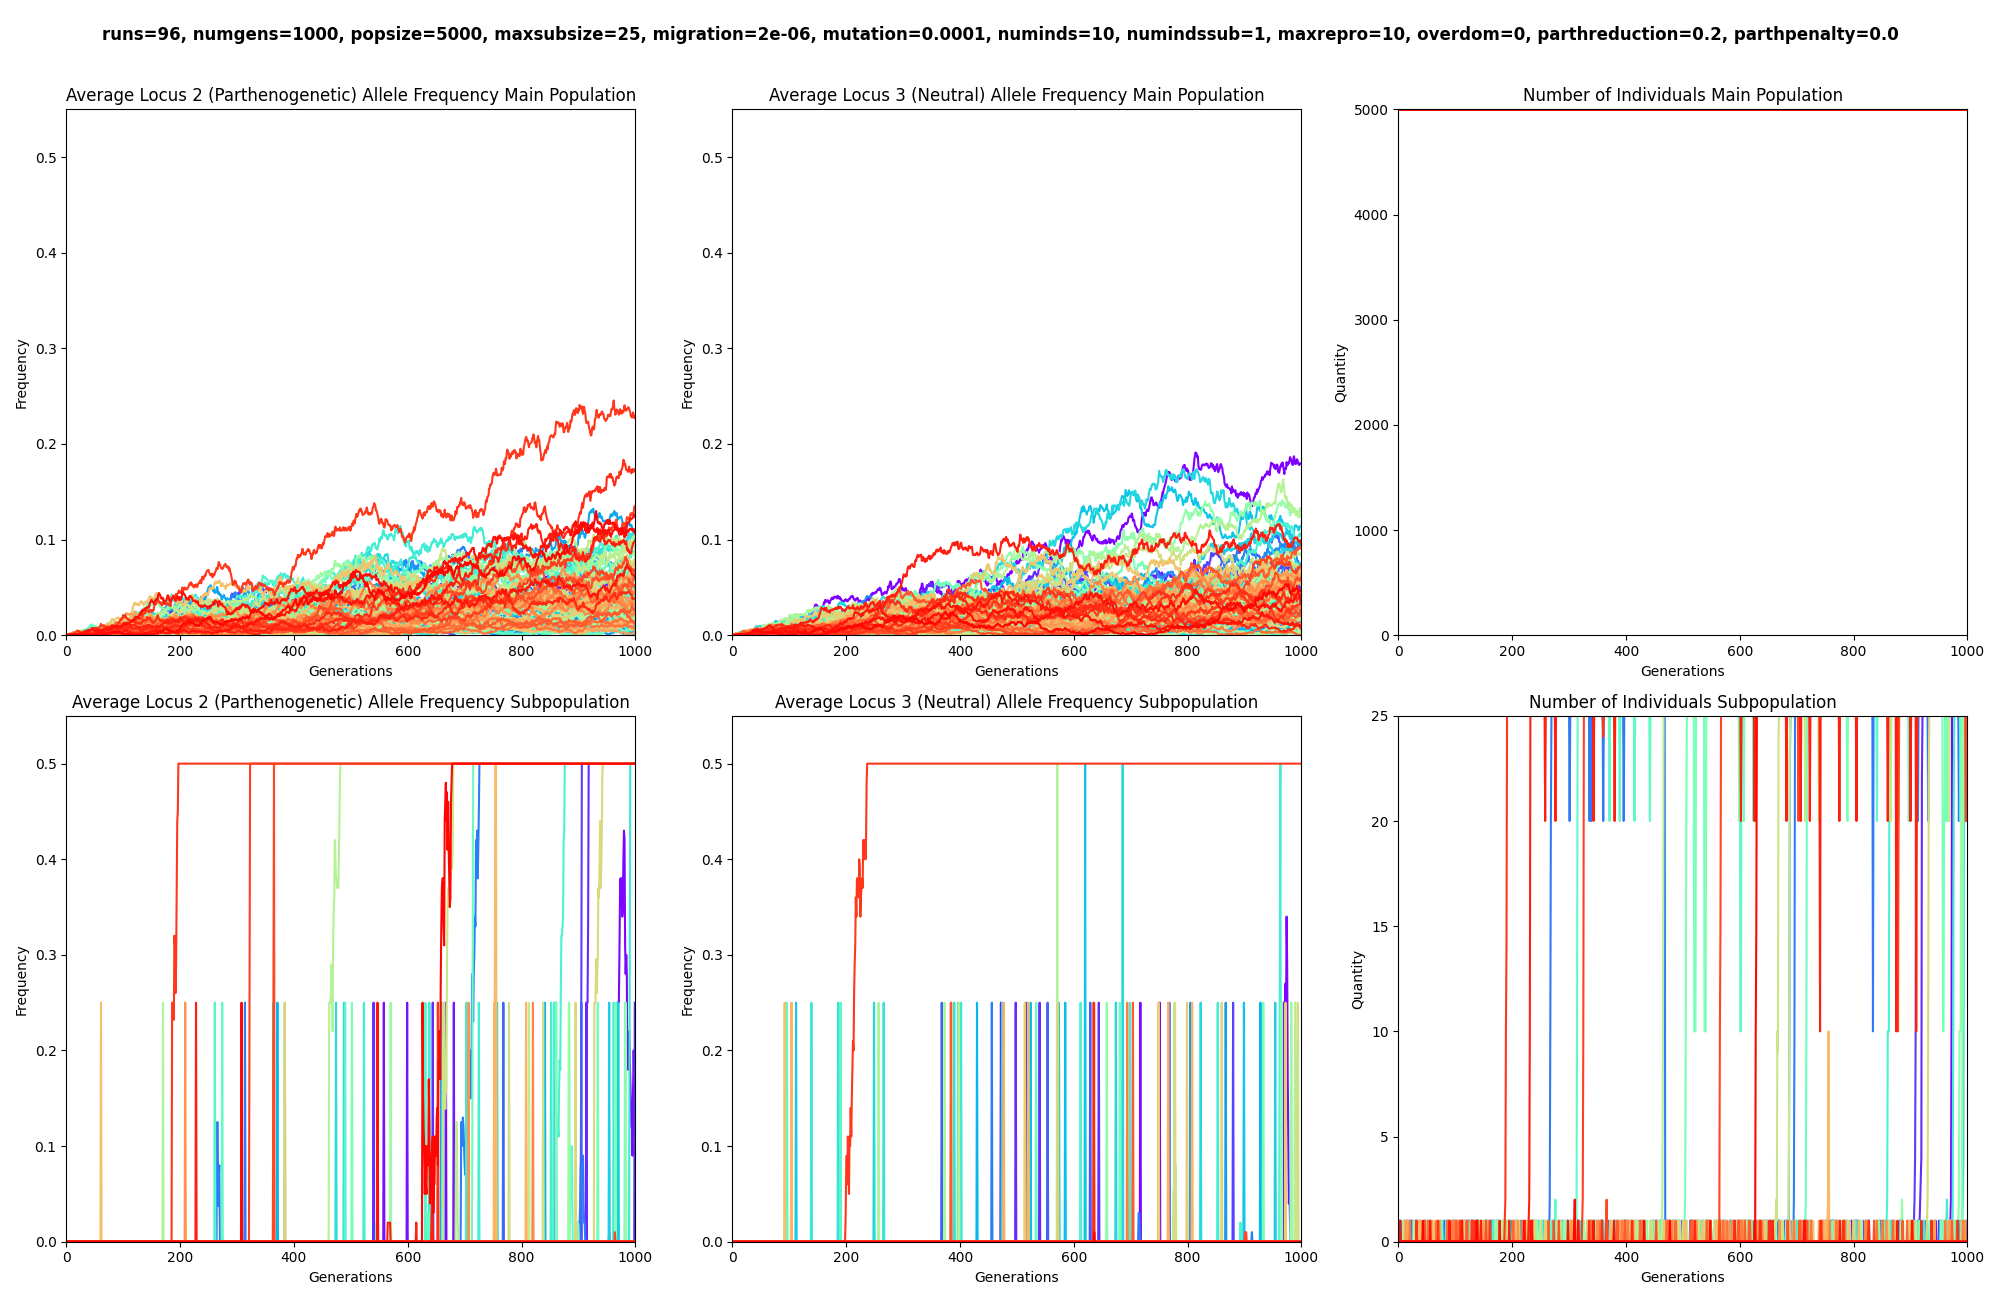 runs=96, numgens=1000, popsize=5000, maxsubsize=25, migration=2e-06, mutation=0.0001, numinds=10, numindssub=1, maxrepro=10, overdom=0, parthreduction=0.2, parthpenalty=0.0
Average Locus 2 (Parthenogenetic) Allele Frequency Main Population
Frequency
0.5
0.4
0.3
0.2
0.1
0.0
0 200 400 600 800 1000
Generations
Average Locus 3 (Neutral) Allele Frequency Main Population
Frequency
0.5
0.4
0.3
0.2
0.1
0.0
0 200 400 600 800 1000
Generations
Number of Individuals Main Population
Quantity
5000
4000
3000
2000
1000
0
0 200 400 600 800 1000
Generations
Average Locus 2 (Parthenogenetic) Allele Frequency Subpopulation
Frequency
0.5
0.4
0.3
0.2
0.1
0.0
0 200 400 600 800 1000
Generations
Average Locus 3 (Neutral) Allele Frequency Subpopulation
Frequency
0.5
0.4
0.3
0.2
0.1
0.0
0 200 400 600 800 1000
Generations
Number of Individuals Subpopulation
Quantity
25
20
15
10
5
0
0 200 400 600 800 1000
Generations